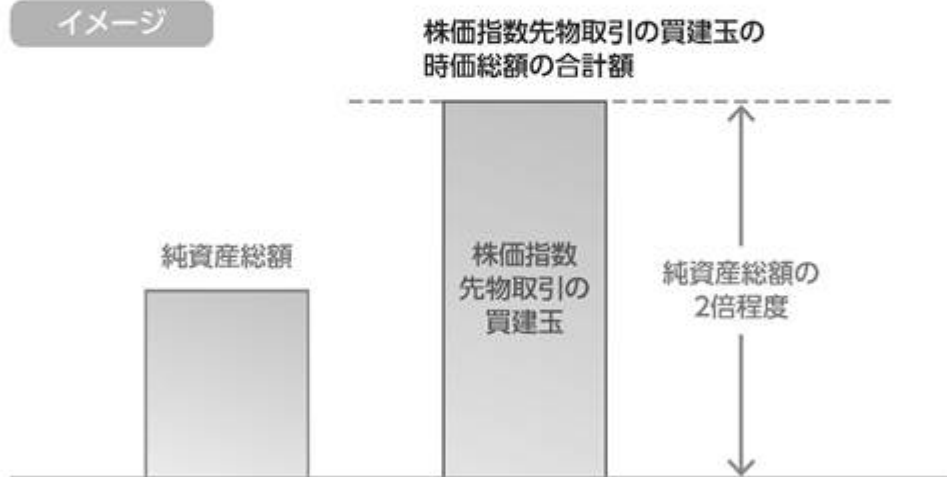 イメージ
株価指数先物取引の買建玉の
時価総額の合計額
純資産総額
株価指数
先物取引の
買建玉
純資産総額の
2倍程度